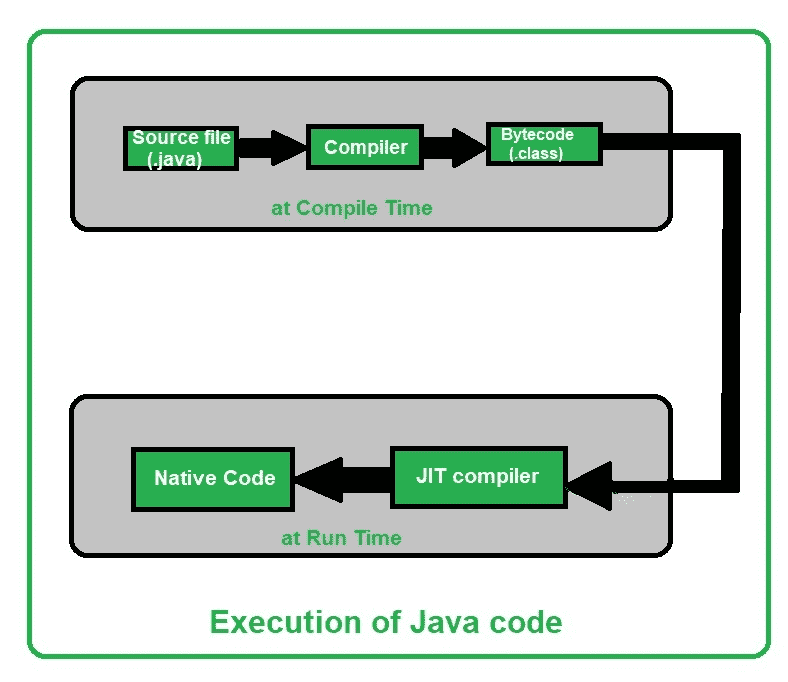 Source file
(.java)
Compiler
Bytecode
(.class)
at Compile Time
Native Code
JIT compiler
at Run Time
Execution of Java code